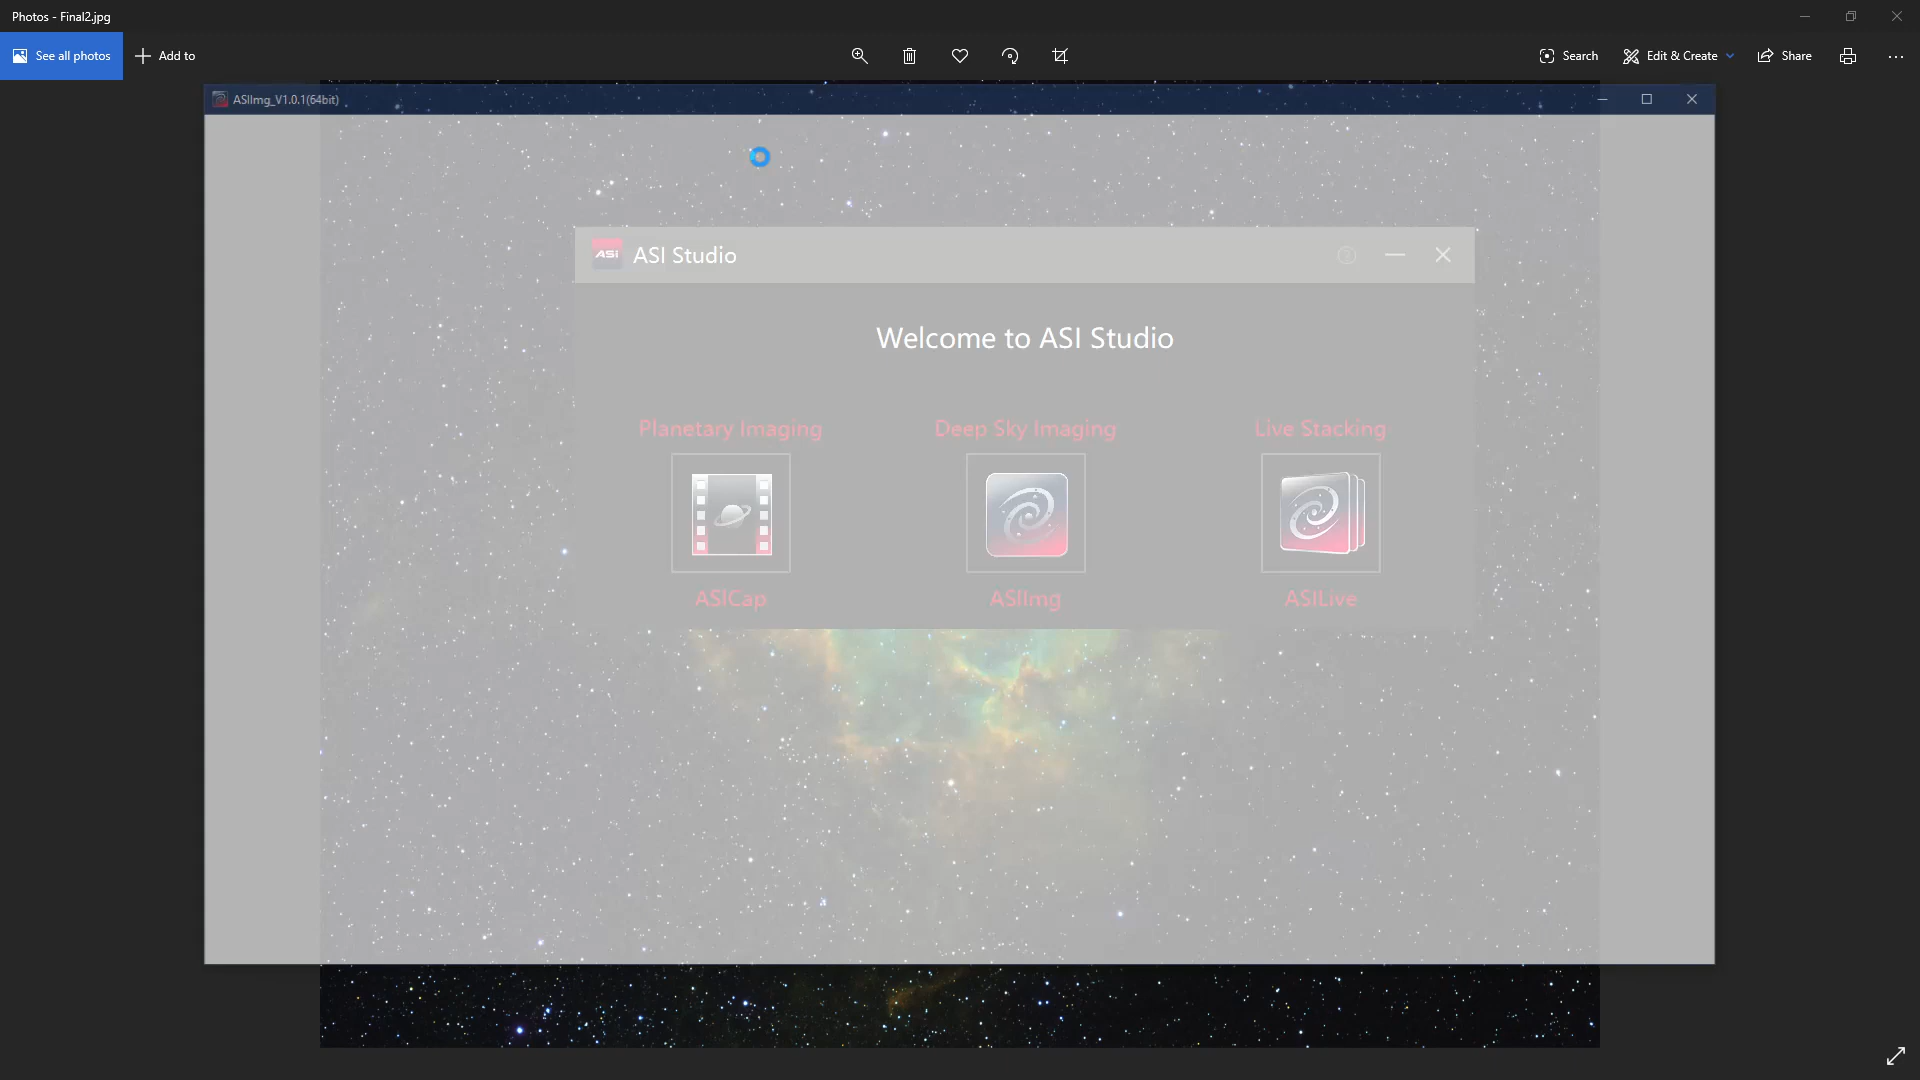 Photos - Final2.jpg
See all photos
Add to
Search
Edit & Create
Share
ASIImg_V1.0.1(64bit)
ASI
ASI Studio
Welcome to ASI Studio
Planetary Imaging
Deep Sky Imaging
Live Stacking
ASICap
ASIImg
ASILive